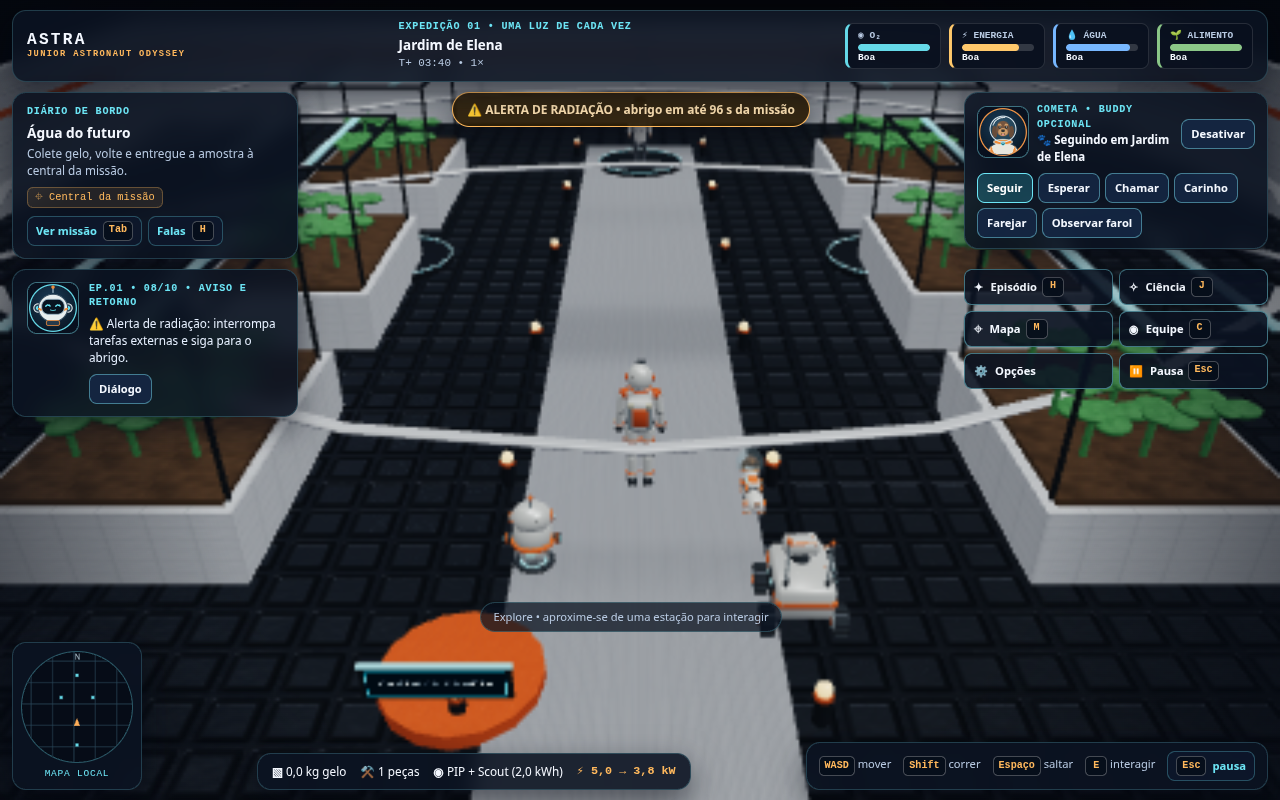 ASTRA
JUNIOR ASTRONAUT ODYSSEY
EXPEDIÇÃO 01 • UMA LUZ DE CADA VEZ
Jardim de Elena
T+ 03:40 • 1×
O₂
Boa
ENERGIA
Boa
ÁGUA
Boa
ALIMENTO
Boa
DIÁRIO DE BORDO
Água do futuro
Colete gelo, volte e entregue a amostra à
central da missão.
Central da missão
Ver missão Tab
Falas H
EP.01 • 08/10 • AVISO E
RETORNO
⚠️ Alerta de radiação: interrompa
tarefas externas e siga para o
abrigo.
Diálogo
⚠️ ALERTA DE RADIAÇÃO • abrigo em até 96 s da missão
COMETA • BUDDY
OPCIONAL
🐾 Seguindo em Jardim
de Elena
Desativar
Seguir
Esperar
Chamar
Carinho
Farejar
Observar farol
Episódio H
Ciência J
Mapa M
Equipe C
Opções
Pausa Esc
Explore • aproxime-se de uma estação para interagir
N
MAPA LOCAL
0,0 kg gelo
1 peças
PIP + Scout (2,0 kWh)
⚡ 5,0 → 3,8 kW
WASD mover
Shift correr
Espaço saltar
E interagir
Esc pausa